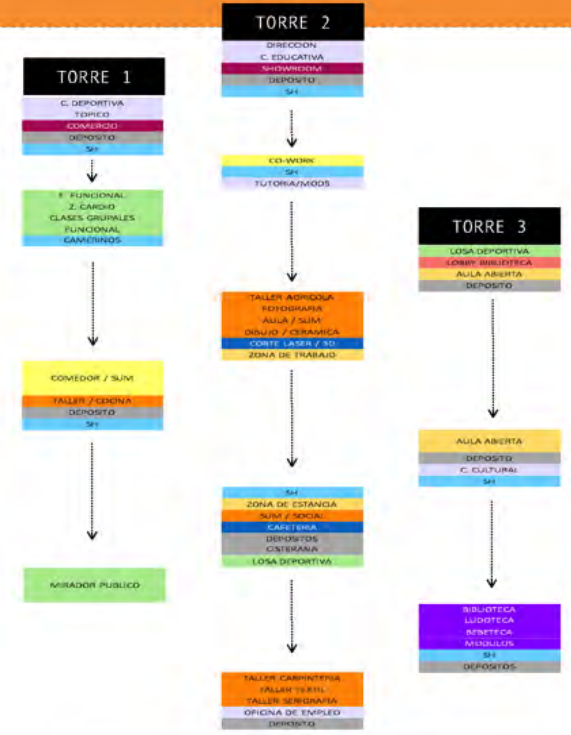 TORRE 1
C. DEPORTIVA
TOPICO
COMERCIO
DEPOSITO
SH
F. FUNCIONAL
Z. CARDIO
CLASES GRUPALES
FUNCIONAL
CAMERINOS
COMEDOR / SUM
TALLER / COCINA
DEPOSITO
SH
MIRADOR PUBLICO
TORRE 2
DIRECCION
C. EDUCATIVA
SHOWROOM
DEPOSITO
SH
CO-WORK
SH
TUTORIA/MODS
TALLER AGRICOLA
FOTOGRAFIA
AULA / SUM
DIBUJO / CERAMICA
CORTE LASER / 3D
ZONA DE TRABAJO
SH
ZONA DE ESTANCIA
SUM / SOCIAL
CAFETERIA
DEPOSITOS
CISTERANA
LOSA DEPORTIVA
TALLER CARPINTERIA
TALLER TEXTIL
TALLER SERIGRAFIA
OFICINA DE EMPLEO
DEPOSITO
TORRE 3
LOSA DEPORTIVA
LOBBY BIBLIOTECA
AULA ABIERTA
DEPOSITO
AULA ABIERTA
DEPOSITO
C. CULTURAL
SH
BIBLIOTECA
LUDOTECA
BEBETECA
MODULOS
SH
DEPOSITOS